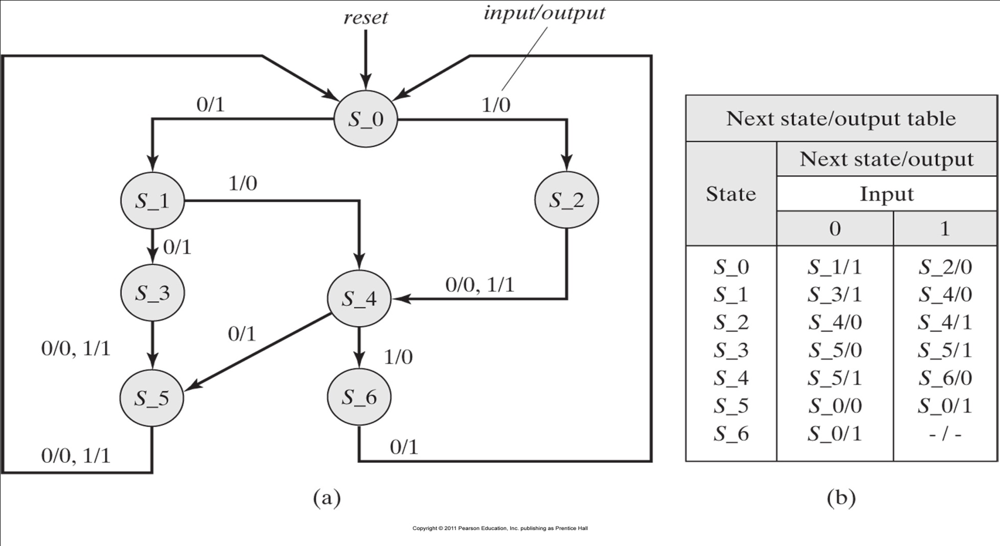 reset
input/output
0/1
1/0
S_0
1/0
S_1
S_2
0/1
S_3
S_4
0/0, 1/1
0/1
0/0, 1/1
1/0
S_5
S_6
0/1
0/0, 1/1
(a)
Next state/output table
Next state/output
State
Input
0 1
S_0 S_1/1 S_2/0
S_1 S_3/1 S_4/0
S_2 S_4/0 S_4/1
S_3 S_5/0 S_5/1
S_4 S_5/1 S_6/0
S_5 S_0/0 S_0/1
S_6 S_0/1 - / -
(b)
Copyright © 2011 Pearson Education, Inc. publishing as Prentice Hall